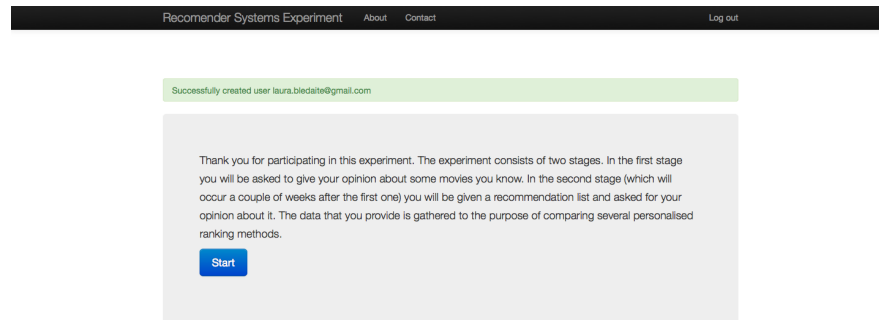 Recomender Systems Experiment About Contact Log out
Successfully created user laura.bledaite@gmail.com
Thank you for participating in this experiment. The experiment consists of two stages. In the first stage
you will be asked to give your opinion about some movies you know. In the second stage (which will
occur a couple of weeks after the first one) you will be given a recommendation list and asked for your
opinion about it. The data that you provide is gathered to the purpose of comparing several personalised
ranking methods.
Start